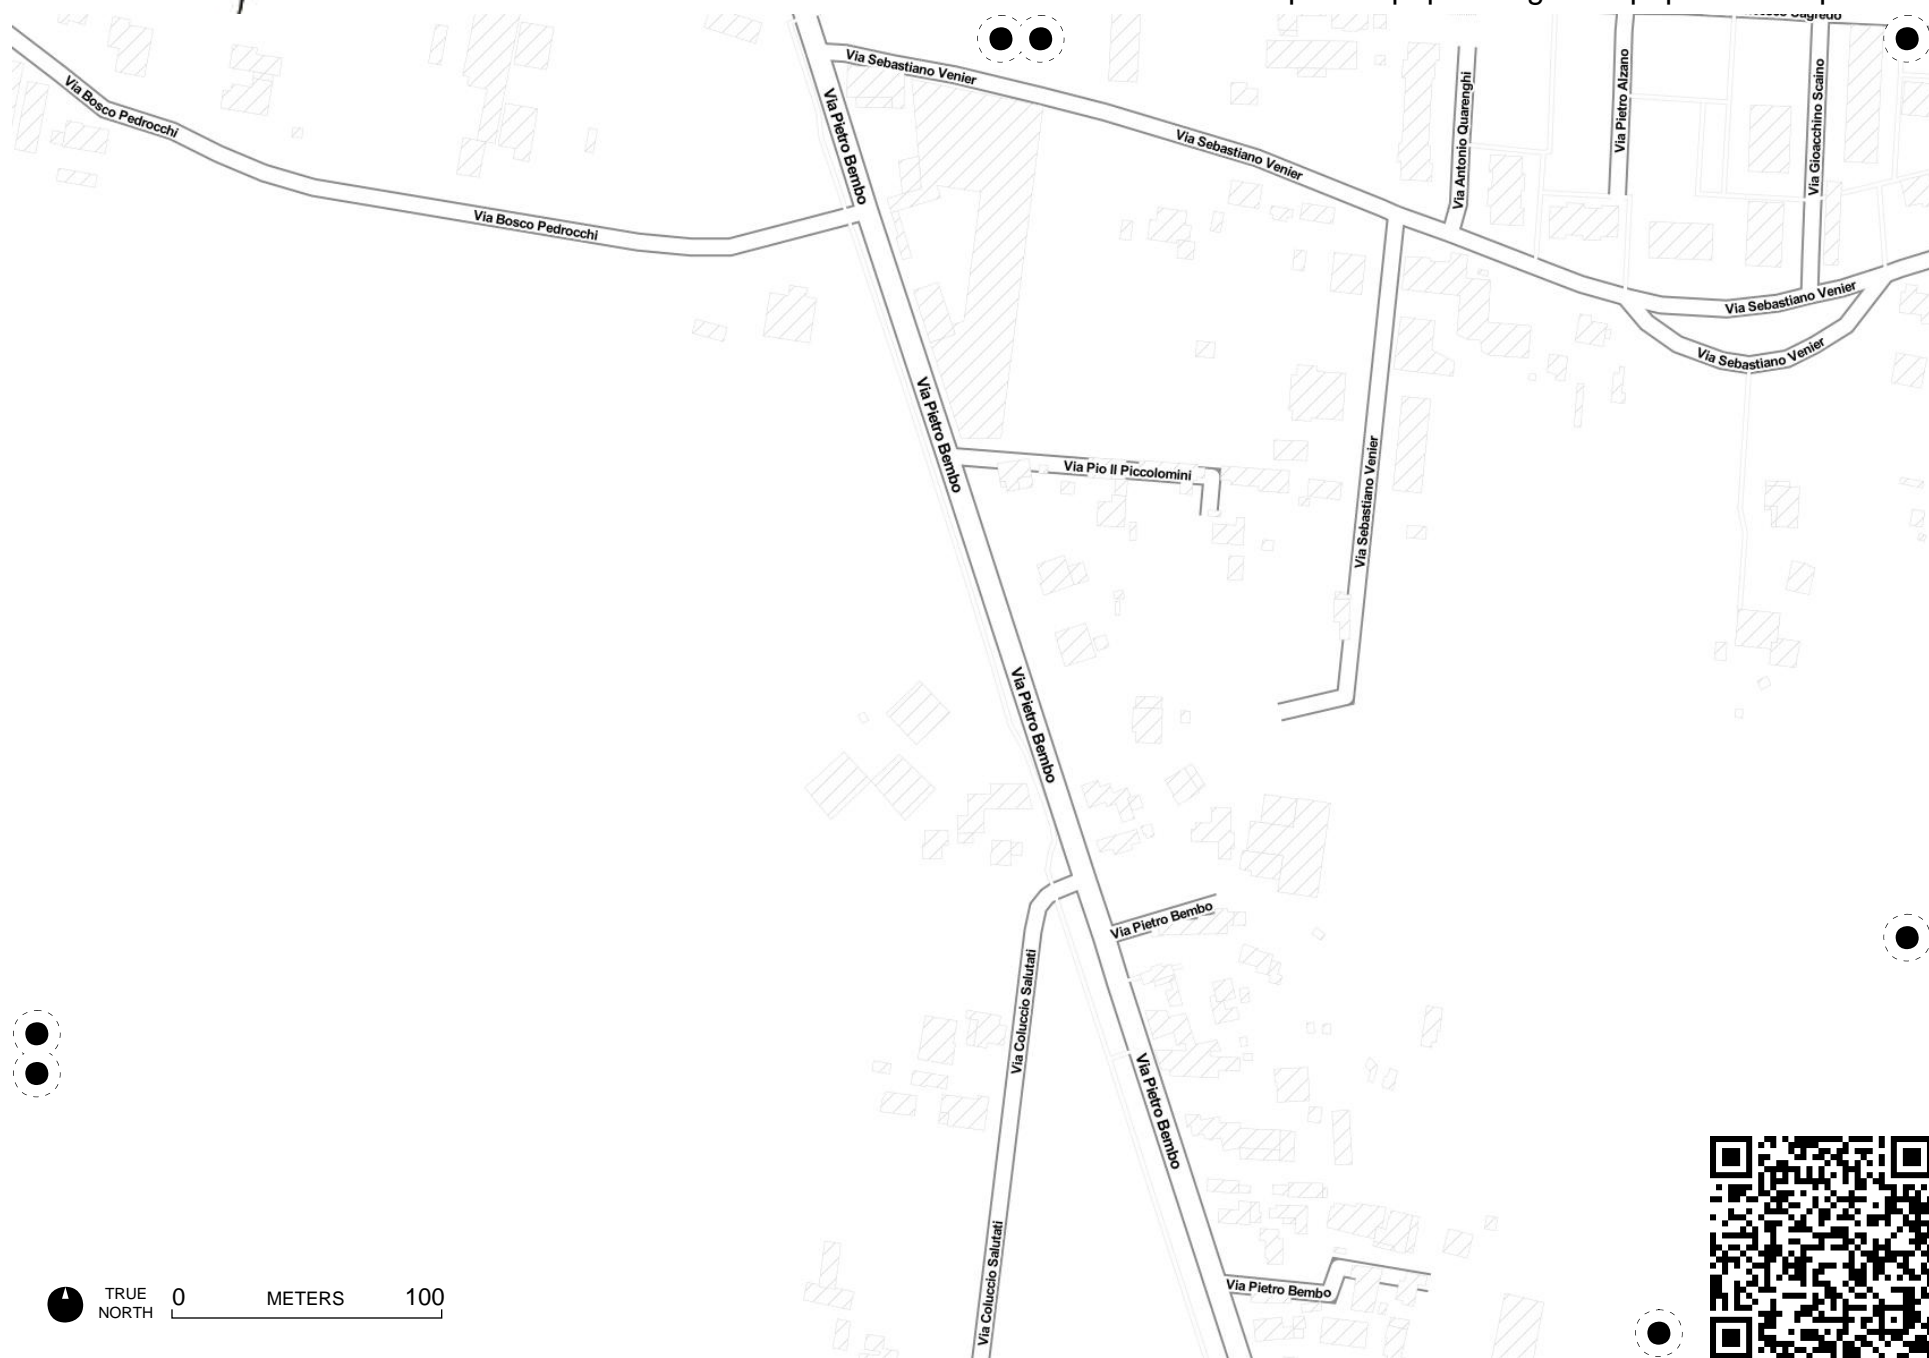 Via Sebastiano Venier
Via Bosco Pedrocchi
Via Pietro Bembo
Via Antonio Quarenghi
Via Pietro Alzano
Via Gioacchino Scaino
Via Sebastiano Venier
Via Bosco Pedrocchi
Via Sebastiano Venier
Via Sebastiano Venier
Via Pietro Bembo
Via Pio II Piccolomini
Via Sebastiano Venier
Via Pietro Bembo
Via Pietro Bembo
Via Coluccio Salutati
Via Pietro Bembo
Via Coluccio Salutati
Via Pietro Bembo
TRUE
NORTH
0 METERS 100